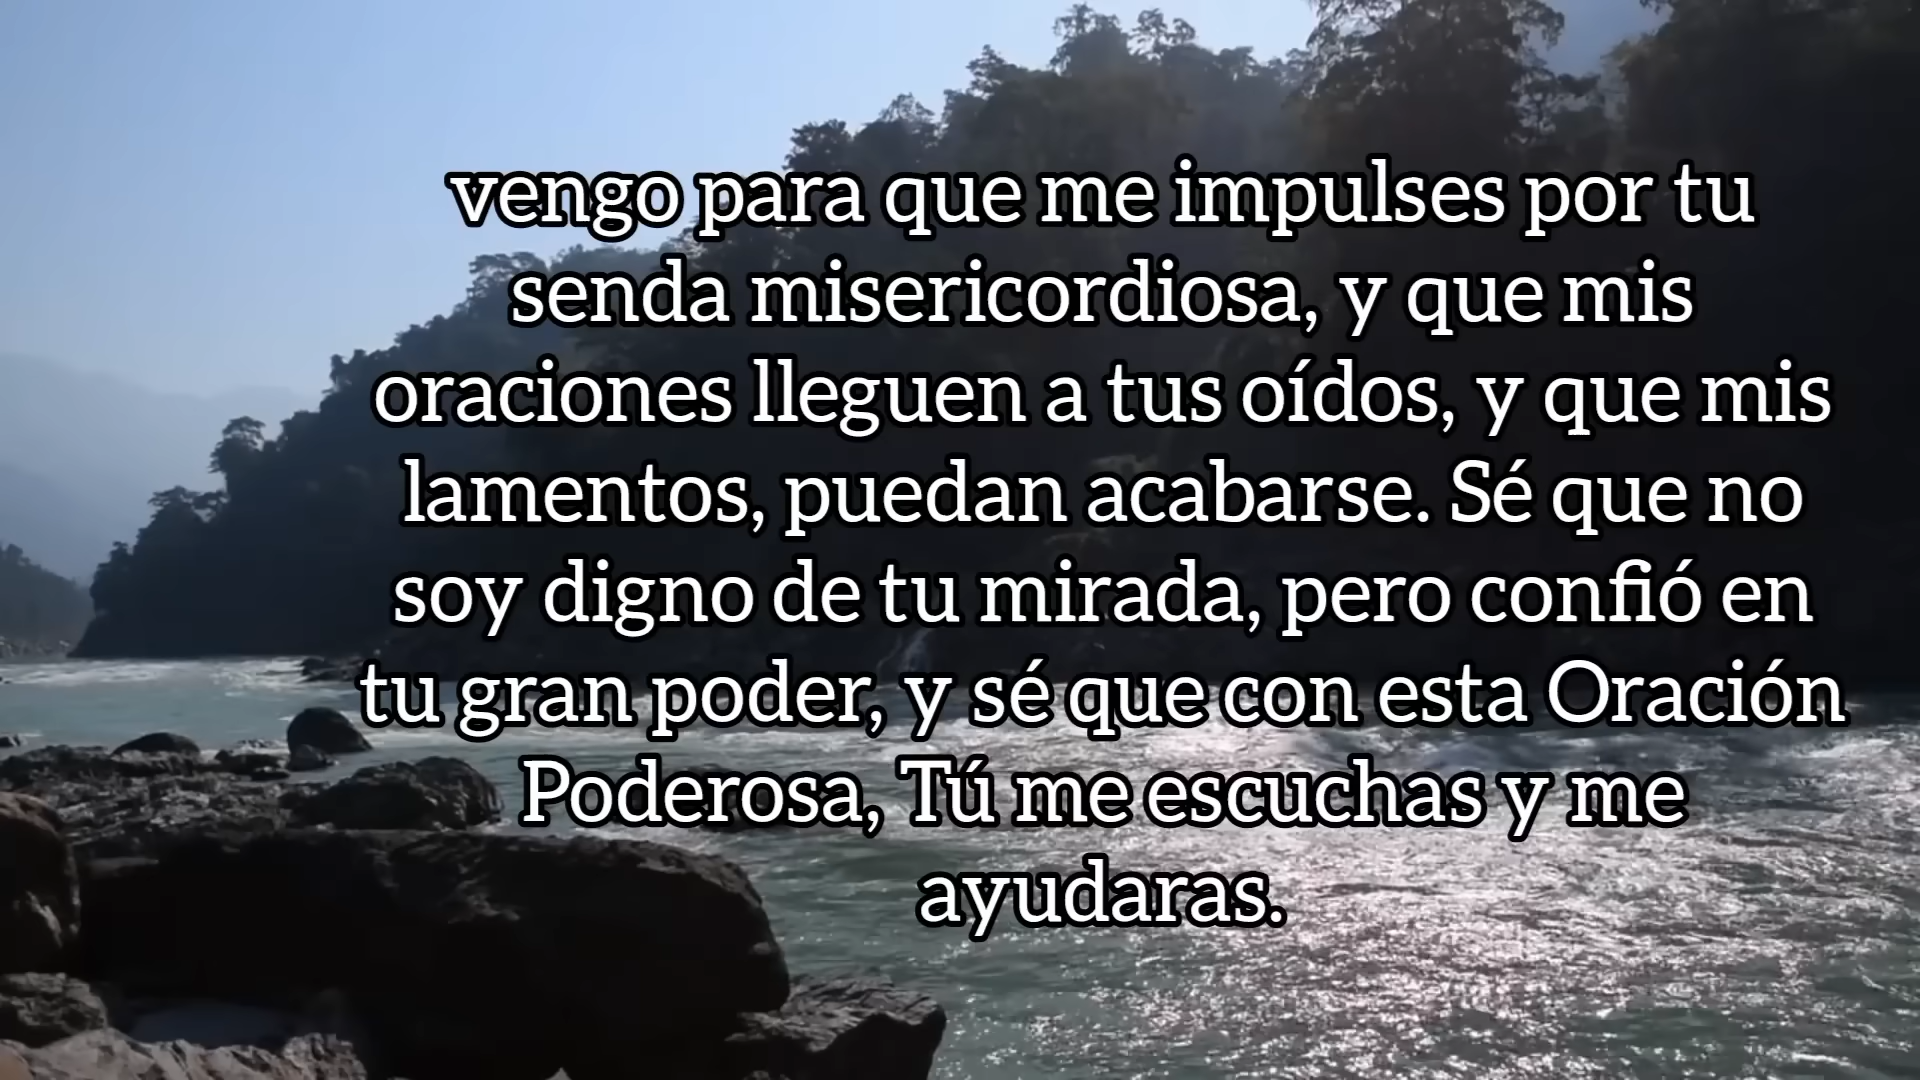 vengo para que me impulses por tu
senda misericordiosa, y que mis
oraciones lleguen a tus oídos, y que mis
lamentos, puedan acabarse. Sé que no
soy digno de tu mirada, pero confió en
tu gran poder, y sé que con esta Oración
Poderosa, Tú me escuchas y me
ayudaras.